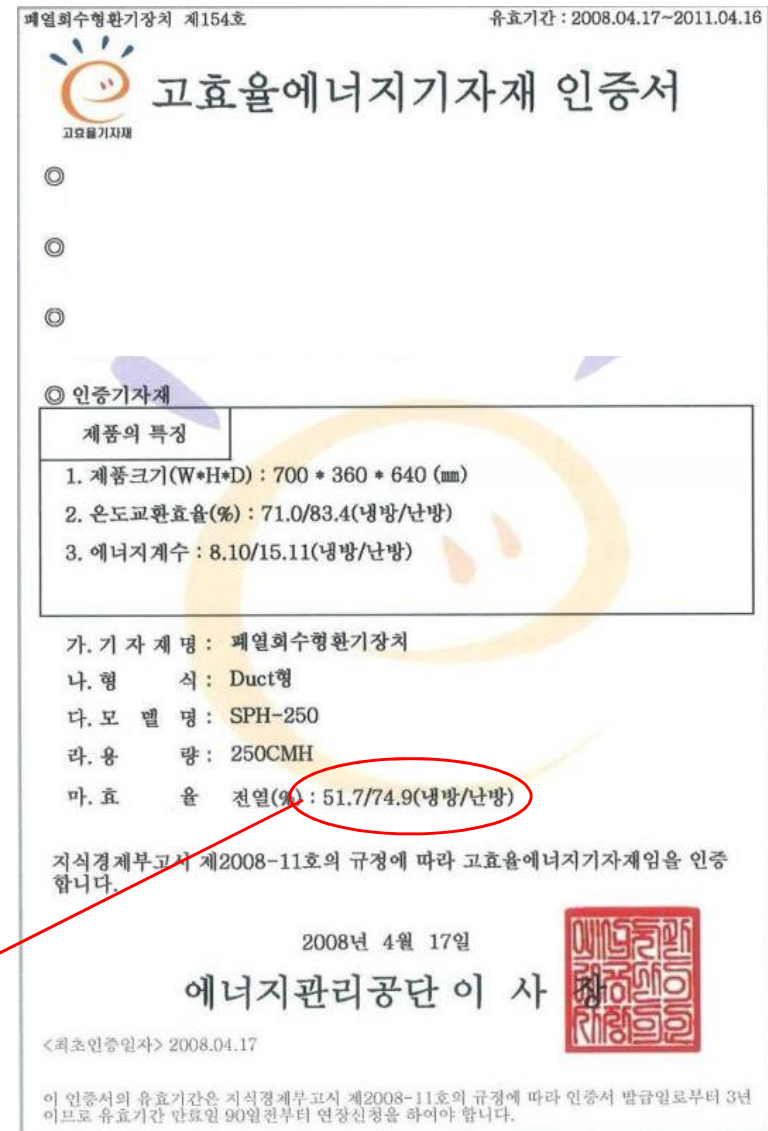 폐열회수형환기장치 제154호 유효기간 : 2008.04.17~2011.04.16
고효율에너지기자재 인증서
고효율기자재
◎
◎
◎
◎ 인증기자재
제품의 특징
1. 제품크기(W*H*D) : 700 * 360 * 640 (㎜)
2. 온도교환효율(%) : 71.0/83.4(냉방/난방)
3. 에너지계수 : 8.10/15.11(냉방/난방)
가. 기 자 재 명 : 폐열회수형환기장치
나. 형 식 : Duct형
다. 모 델 명 : SPH-250
라. 용 량 : 250CMH
마. 효 율 전열(%) : 51.7/74.9(냉방/난방)
지식경제부고시 제2008-11호의 규정에 따라 고효율에너지기자재임을 인증
합니다.
2008년 4월 17일
에너지관리공단 이 사 장
<최초인증일자> 2008.04.17
이 인증서의 유효기간은 지식경제부고시 제2008-11호의 규정에 따라 인증서 발급일로부터 3년
이므로 유효기간 만료일 90일전부터 연장신청을 하여야 합니다.